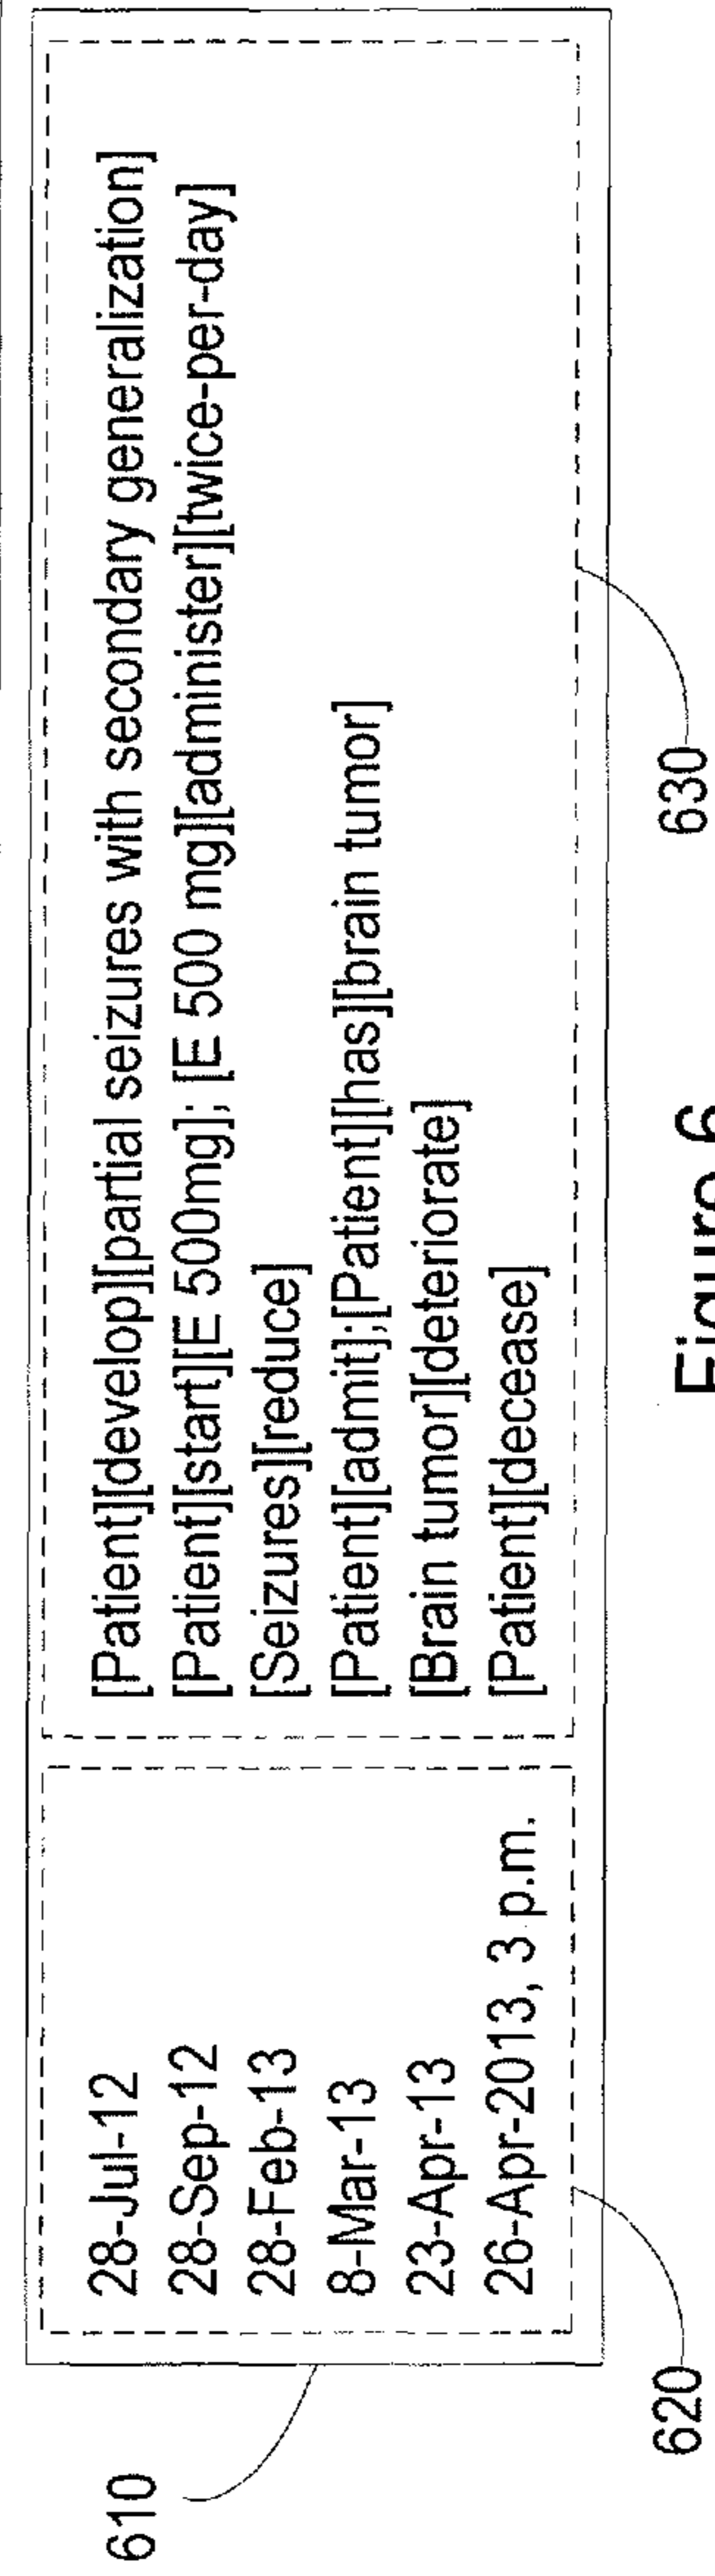 610
28-Jul-12 [Patient][develop][partial seizures with secondary generalization]
28-Sep-12 [Patient][start][E 500mg]; [E 500 mg][administer][twice-per-day]
28-Feb-13 [Seizures][reduce]
8-Mar-13 [Patient][admit];[Patient][has][brain tumor]
23-Apr-13 [Brain tumor][deteriorate]
26-Apr-2013, 3 p.m. [Patient][decease]
620 630
Figure 6